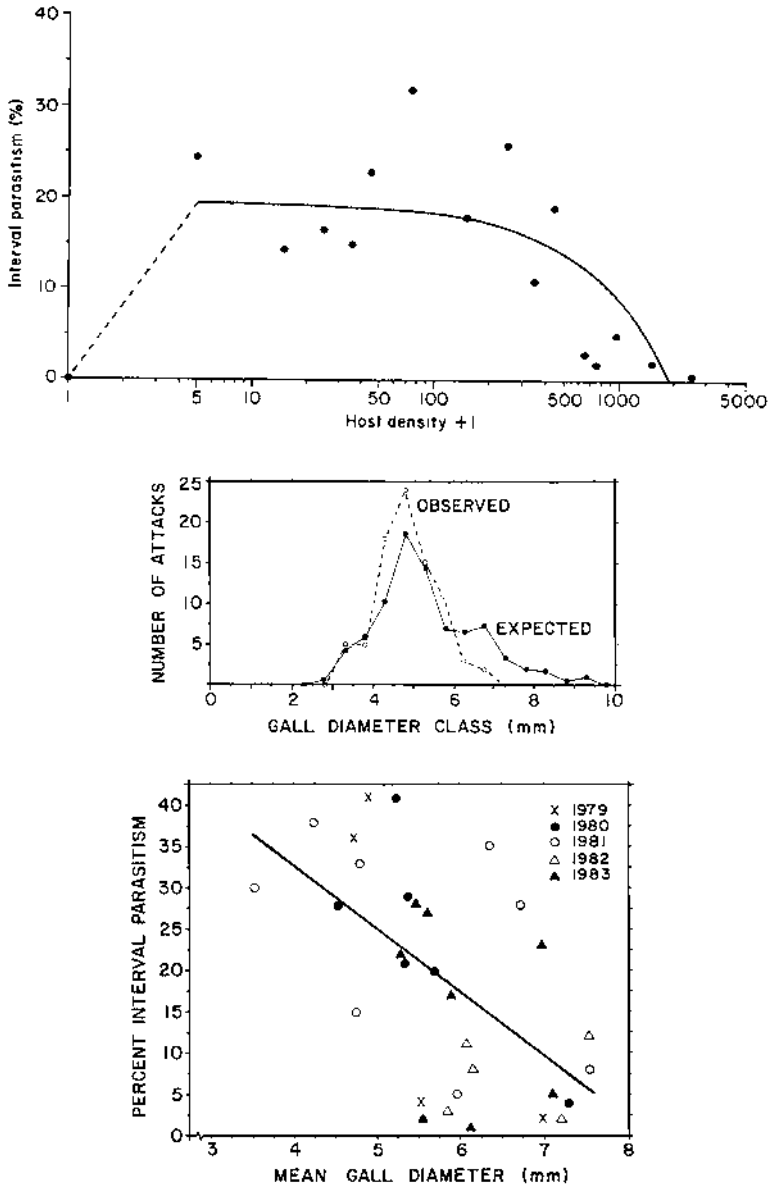 40
30
20
10
0
Interval parasitism (%)
1 5 10 50 100 500 1000 5000
Host density +1
25
20
15
10
5
NUMBER OF ATTACKS
OBSERVED
EXPECTED
0 2 4 6 8 10
GALL DIAMETER CLASS (mm)
40
35
30
25
20
15
10
5
0
PERCENT INTERVAL PARASITISM
x 1979
● 1980
○ 1981
△ 1982
▲ 1983
3 4 5 6 7 8
MEAN GALL DIAMETER (mm)